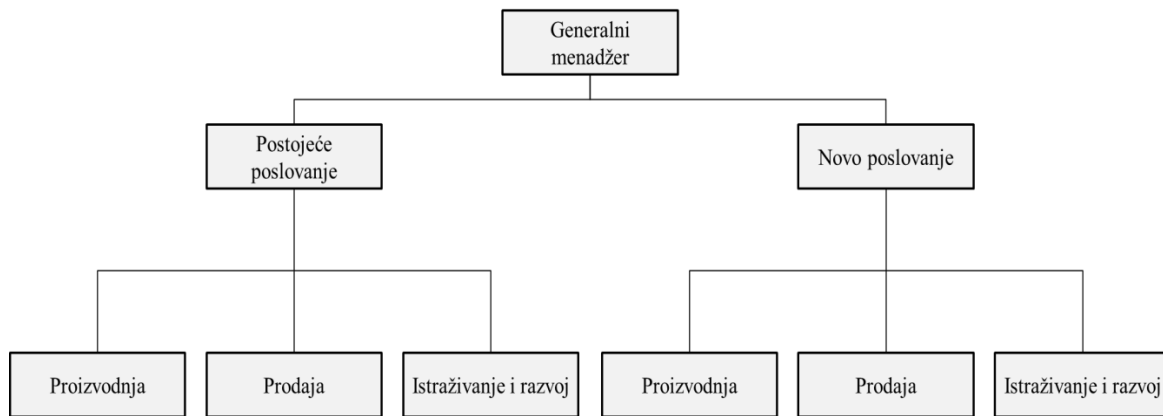 Generalni
menadžer
Postojeće
poslovanje
Novo poslovanje
Proizvodnja
Prodaja
Istraživanje i razvoj
Proizvodnja
Prodaja
Istraživanje i razvoj